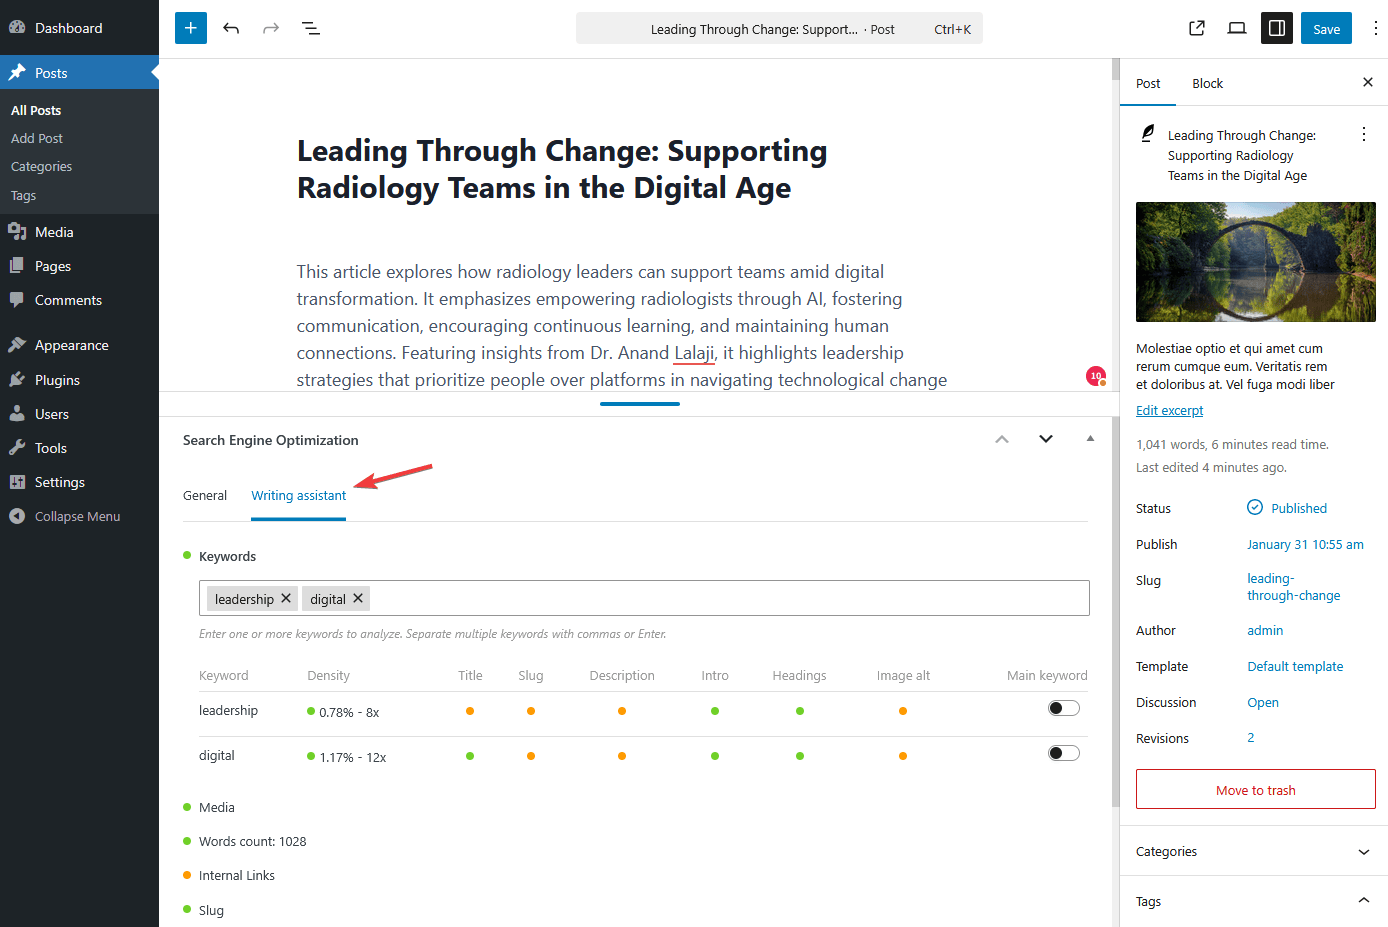 Dashboard
Posts
All Posts
Add Post
Categories
Tags
Media
Pages
Comments
Appearance
Plugins
Users
Tools
Settings
Collapse Menu
Leading Through Change: Support... · Post Ctrl+K
Save
Leading Through Change: Supporting
Radiology Teams in the Digital Age
This article explores how radiology leaders can support teams amid digital
transformation. It emphasizes empowering radiologists through AI, fostering
communication, encouraging continuous learning, and maintaining human
connections. Featuring insights from Dr. Anand Lalaji, it highlights leadership
strategies that prioritize people over platforms in navigating technological change
10
Search Engine Optimization
General Writing assistant
Keywords
leadership digital
Enter one or more keywords to analyze. Separate multiple keywords with commas or Enter.
Keyword Density Title Slug Description Intro Headings Image alt Main keyword
leadership 0.78% - 8x
digital 1.17% - 12x
Media
Words count: 1028
Internal Links
Slug
Post Block
Leading Through Change:
Supporting Radiology
Teams in the Digital Age
Molestiae optio et qui amet cum
rerum cumque eum. Veritatis rem
et doloribus at. Vel fuga modi liber
Edit excerpt
1,041 words, 6 minutes read time.
Last edited 4 minutes ago.
Status Published
Publish January 31 10:55 am
Slug leading-
through-change
Author admin
Template Default template
Discussion Open
Revisions 2
Move to trash
Categories
Tags